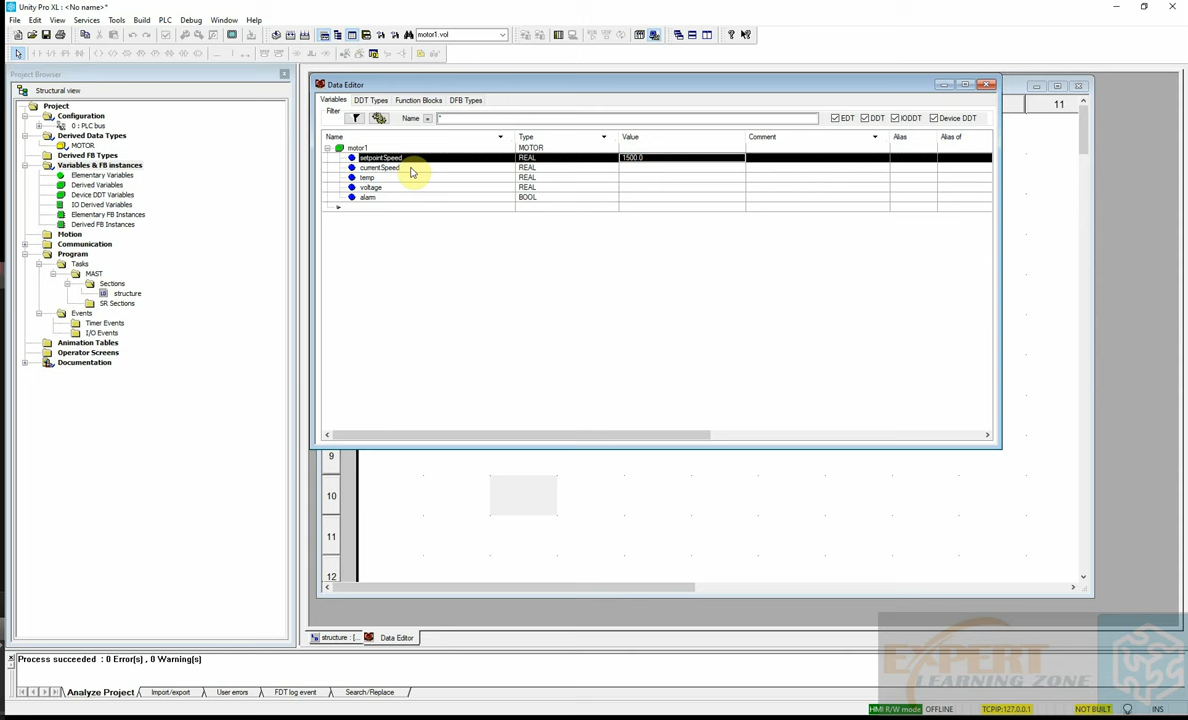 Unity Pro XL : <No name>*
File Edit View Services Tools Build PLC Debug Window Help
motor1.vol
Project Browser
Structural view
Project
Configuration
0 : PLC bus
Derived Data Types
MOTOR
Derived FB Types
Variables & FB instances
Elementary Variables
Derived Variables
Device DDT Variables
IO Derived Variables
Elementary FB Instances
Derived FB Instances
Motion
Communication
Program
Tasks
MAST
Sections
structure
SR Sections
Events
Timer Events
I/O Events
Animation Tables
Operator Screens
Documentation
Data Editor
Variables DDT Types Function Blocks DFB Types
Filter
Name = * EDT DDT IODDT Device DDT
Name Type Value Comment Alias Alias of
motor1 MOTOR
setpointSpeed REAL 1500.0
currentSpeed REAL
temp REAL
voltage REAL
alarm BOOL
11
9
10
11
12
structure : [... Data Editor
Process succeeded : 0 Error(s) , 0 Warning(s)
Analyze Project Import/export User errors FDT log event Search/Replace
EXPERT
LEARNING ZONE
HMI R/W mode OFFLINE TCPIP:127.0.0.1 NOT BUILT INS